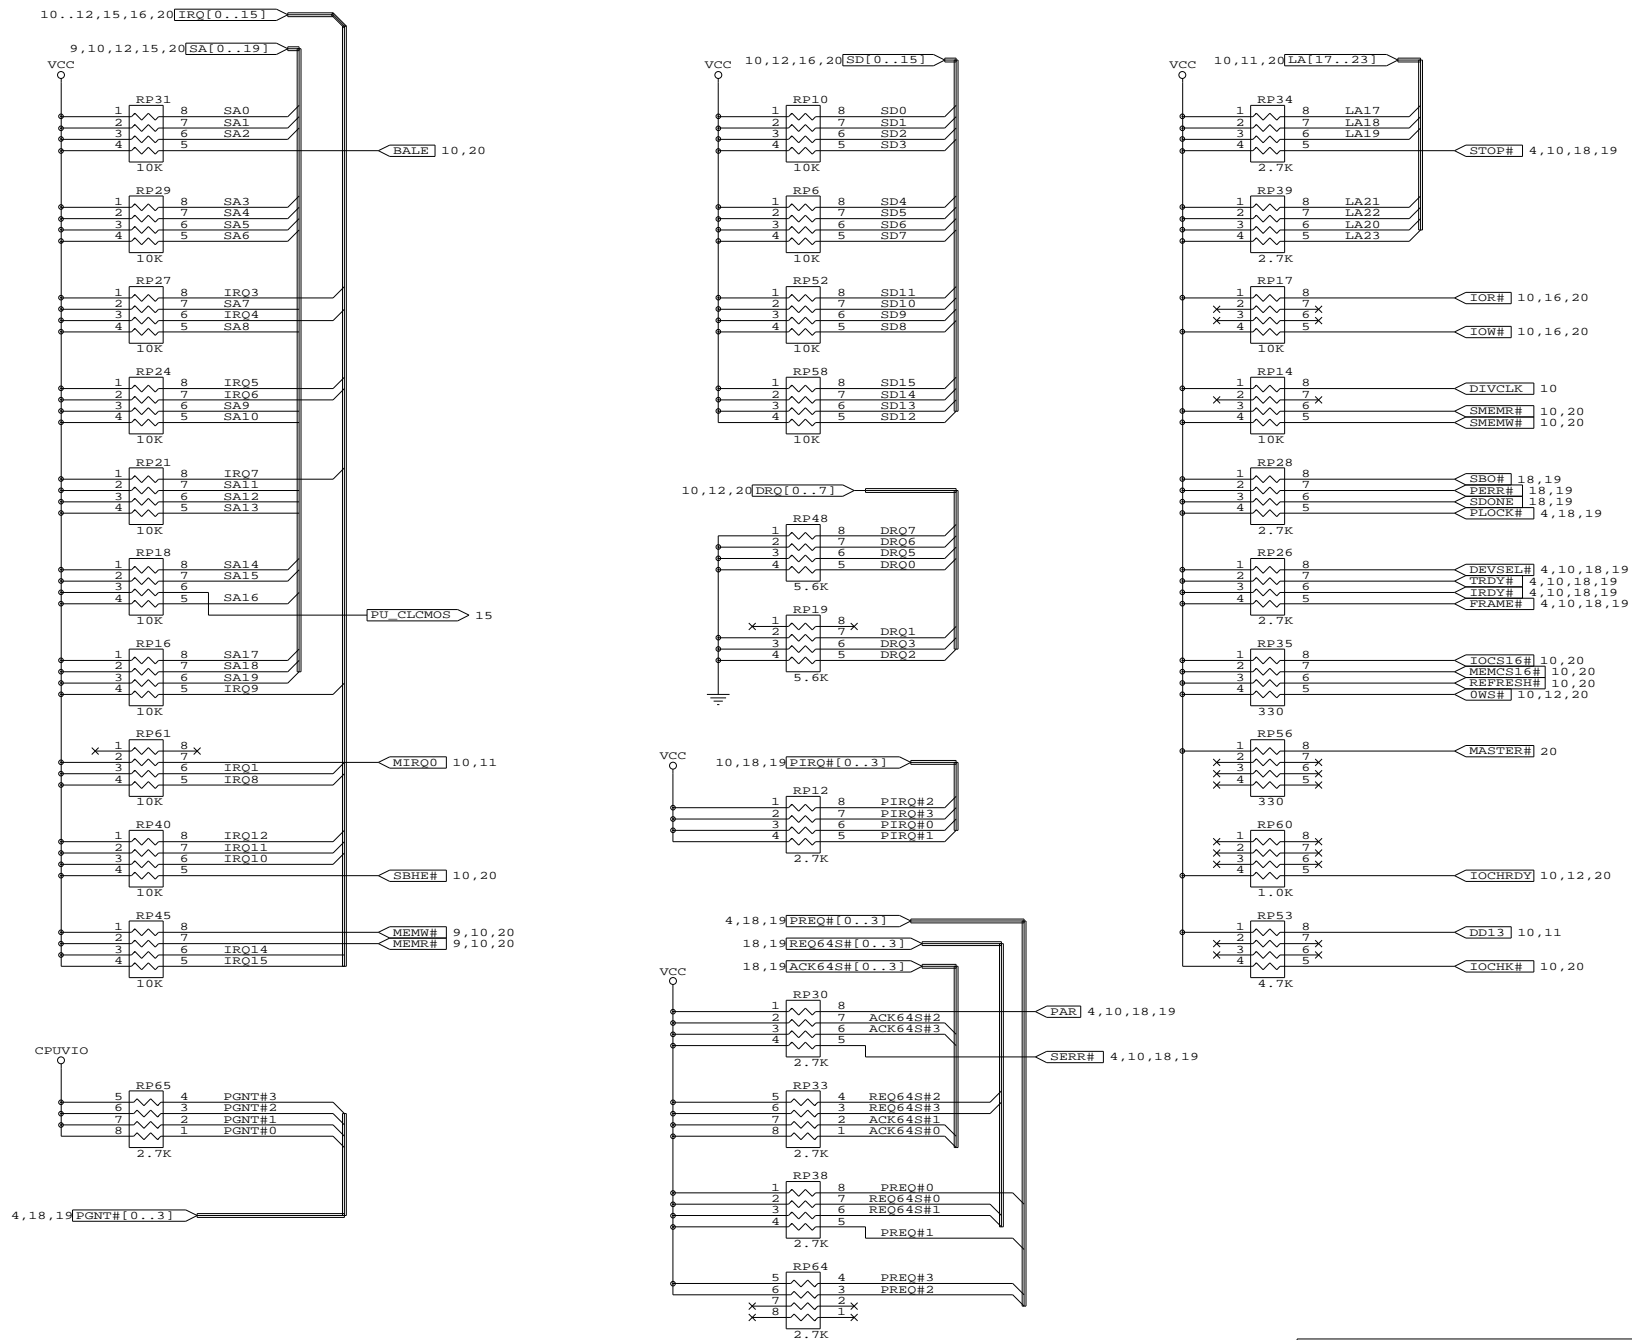 10..12,15,16,20 IRQ[0..15]
9,10,12,15,20 SA[0..19]
VCC
RP31
1 8 SA0
2 7 SA1
3 6 SA2
4 5 BALE 10,20
10K
RP29
1 8 SA3
2 7 SA4
3 6 SA5
4 5 SA6
10K
RP27
1 8 IRQ3
2 7 SA7
3 6 IRQ4
4 5 SA8
10K
RP24
1 8 IRQ5
2 7 IRQ6
3 6 SA9
4 5 SA10
10K
RP21
1 8 IRQ7
2 7 SA11
3 6 SA12
4 5 SA13
10K
RP18
1 8 SA14
2 7 SA15
3 6
4 5 SA16
PU_CLCMOS 15
10K
RP16
1 8 SA17
2 7 SA18
3 6 SA19
4 5 IRQ9
10K
RP61
1 8
2 7 MIRQ0 10,11
3 6 IRQ1
4 5 IRQ8
10K
RP40
1 8 IRQ12
2 7 IRQ11
3 6 IRQ10
4 5 SBHE# 10,20
10K
RP45
1 8 MEMW# 9,10,20
2 7 MEMR# 9,10,20
3 6 IRQ14
4 5 IRQ15
10K
CPUVIO
RP65
5 4 PGNT#3
6 3 PGNT#2
7 2 PGNT#1
8 1 PGNT#0
2.7K
4,18,19 PGNT#[0..3]
VCC
10,12,16,20 SD[0..15]
RP10
1 8 SD0
2 7 SD1
3 6 SD2
4 5 SD3
10K
RP6
1 8 SD4
2 7 SD5
3 6 SD6
4 5 SD7
10K
RP52
1 8 SD11
2 7 SD10
3 6 SD9
4 5 SD8
10K
RP58
1 8 SD15
2 7 SD14
3 6 SD13
4 5 SD12
10K
10,12,20 DRQ[0..7]
RP48
1 8 DRQ7
2 7 DRQ6
3 6 DRQ5
4 5 DRQ0
5.6K
RP19
1 8
2 7 DRQ1
3 6 DRQ3
4 5 DRQ2
5.6K
VCC
10,18,19 PIRQ#[0..3]
RP12
1 8 PIRQ#2
2 7 PIRQ#3
3 6 PIRQ#0
4 5 PIRQ#1
2.7K
4,18,19 PREQ#[0..3]
18,19 REQ64S#[0..3]
18,19 ACK64S#[0..3]
VCC
RP30
1 8 PAR 4,10,18,19
2 7 ACK64S#2
3 6 ACK64S#3
4 5 SERR# 4,10,18,19
2.7K
RP33
5 4 REQ64S#2
6 3 REQ64S#3
7 2 ACK64S#1
8 1 ACK64S#0
2.7K
RP38
1 8 PREQ#0
2 7 REQ64S#0
3 6 REQ64S#1
4 5 PREQ#1
2.7K
RP64
5 4 PREQ#3
6 3 PREQ#2
7 2
8 1
2.7K
VCC
10,11,20 LA[17..23]
RP34
1 8 LA17
2 7 LA18
3 6 LA19
4 5 STOP# 4,10,18,19
2.7K
RP39
1 8 LA21
2 7 LA22
3 6 LA20
4 5 LA23
2.7K
RP17
1 8 IOR# 10,16,20
2 7
3 6
4 5 IOW# 10,16,20
10K
RP14
1 8 DIVCLK 10
2 7
3 6 SMEMR# 10,20
4 5 SMEMW# 10,20
10K
RP28
1 8 SBO# 18,19
2 7 PERR# 18,19
3 6 SDONE 18,19
4 5 PLOCK# 4,18,19
2.7K
RP26
1 8 DEVSEL# 4,10,18,19
2 7 TRDY# 4,10,18,19
3 6 IRDY# 4,10,18,19
4 5 FRAME# 4,10,18,19
2.7K
RP35
1 8 IOCS16# 10,20
2 7 MEMCS16# 10,20
3 6 REFRESH# 10,20
4 5 0WS# 10,12,20
330
RP56
1 8 MASTER# 20
2 7
3 6
4 5
330
RP60
1 8
2 7
3 6
4 5 IOCHRDY 10,12,20
1.0K
RP53
1 8 DD13 10,11
2 7
3 6
4 5 IOCHK# 10,20
4.7K